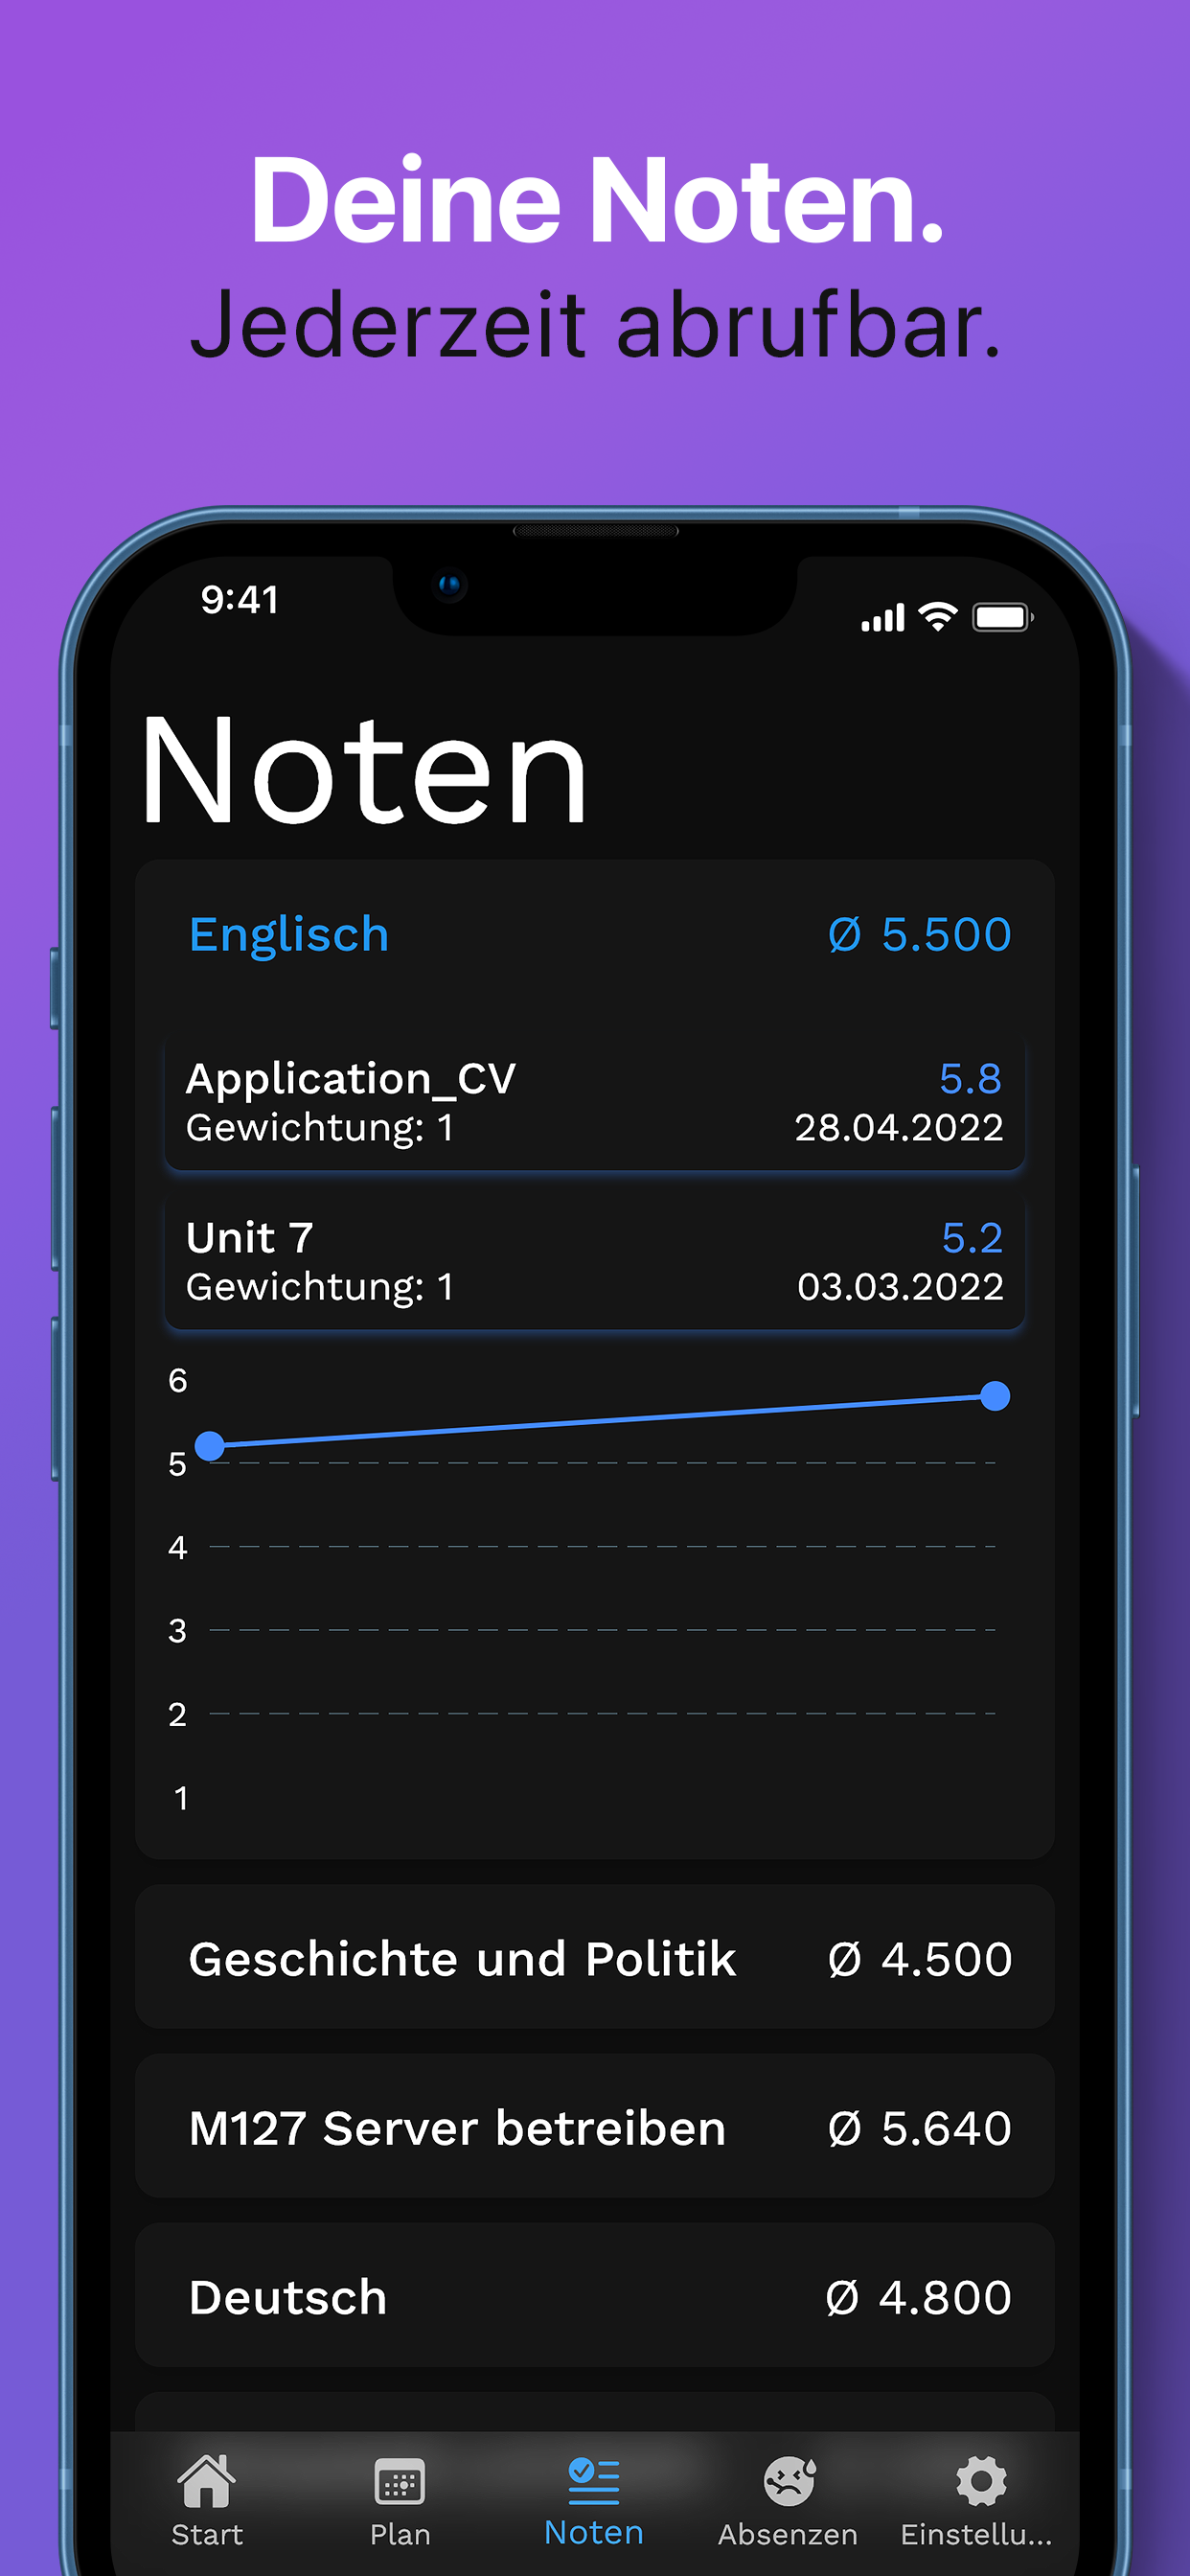 Deine Noten.
Jederzeit abrufbar.
9:41
Noten
Englisch Ø 5.500
Application_CV 5.8
Gewichtung: 1 28.04.2022
Unit 7 5.2
Gewichtung: 1 03.03.2022
6
5
4
3
2
1
Geschichte und Politik Ø 4.500
M127 Server betreiben Ø 5.640
Deutsch Ø 4.800
Start Plan Noten Absenzen Einstellu...